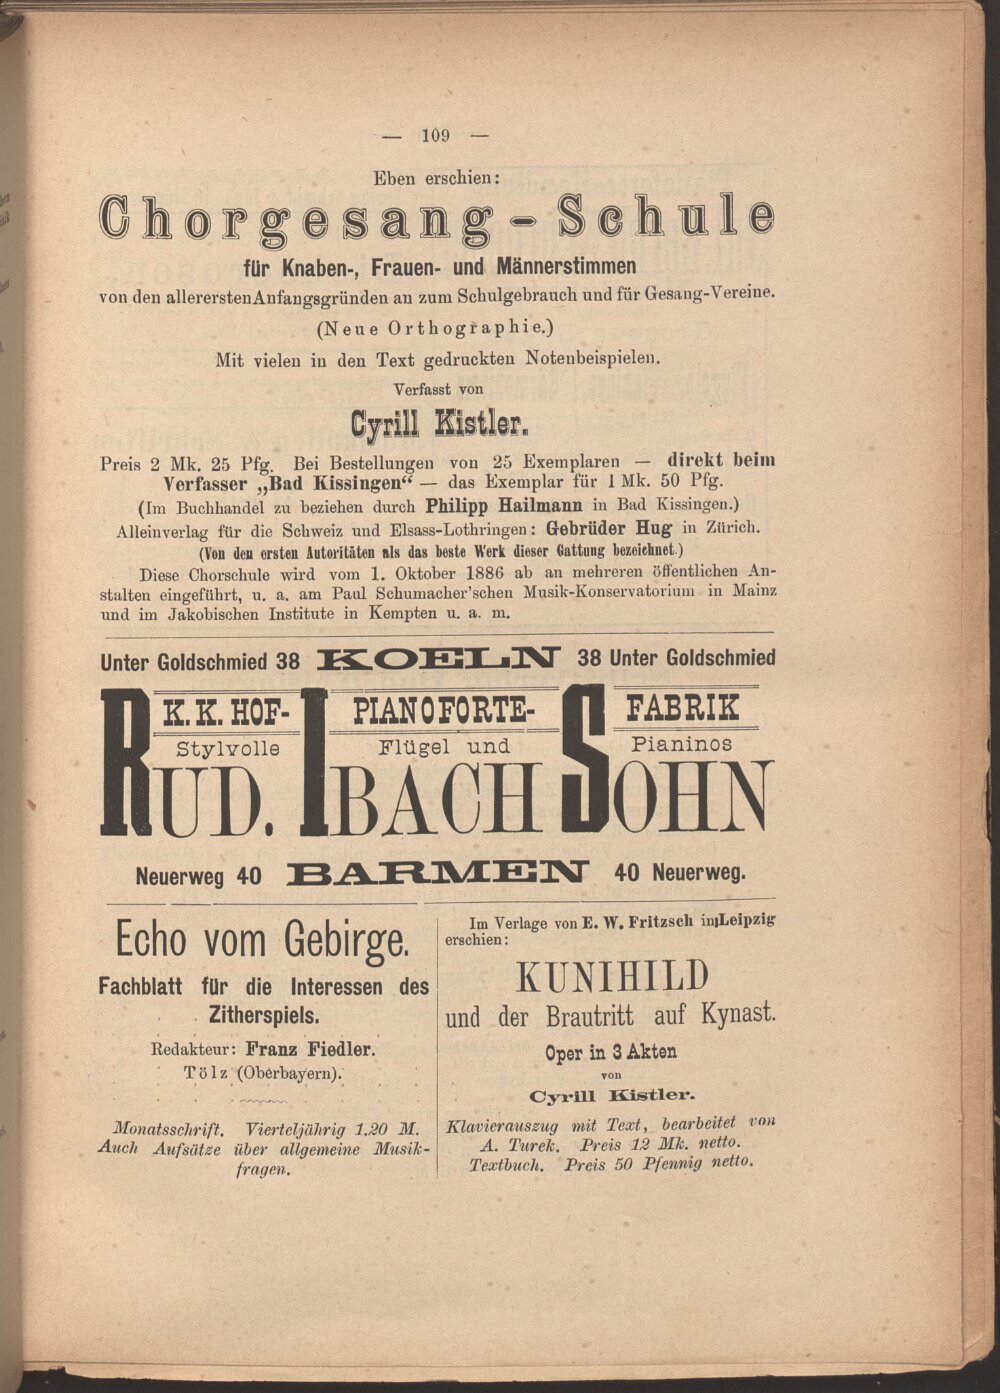 — 109 —
Eben erschien:
Chorgesang-Schule
für Knaben-, Frauen- und Männerstimmen
von den allerersten Anfangsgründen an zum Schulgebrauch und für Gesang-Vereine.
(Neue Orthographie.)
Mit vielen in den Text gedruckten Notenbeispielen.
Verfasst von
Cyrill Kistler.
Preis 2 Mk. 25 Pfg. Bei Bestellungen von 25 Exemplaren — direkt beim
Verfasser „Bad Kissingen“ — das Exemplar für 1 Mk. 50 Pfg.
(Im Buchhandel zu beziehen durch Philipp Hailmann in Bad Kissingen.)
Alleinverlag für die Schweiz und Elsass-Lothringen: Gebrüder Hug in Zürich.
(Von den ersten Autoritäten als das beste Werk dieser Gattung bezeichnet.)
Diese Chorschule wird vom 1. Oktober 1886 ab an mehreren öffentlichen An-
stalten eingeführt, u. a. am Paul Schumacher'schen Musik-Konservatorium in Mainz
und im Jakobischen Institute in Kempten u. a. m.
Unter Goldschmied 38 KOELN 38 Unter Goldschmied
K. K. HOF- PIANOFORTE- FABRIK
Stylvolle Flügel und Pianinos
RUD. IBACH SOHN
Neuerweg 40 BARMEN 40 Neuerweg.
Echo vom Gebirge.
Fachblatt für die Interessen des
Zitherspiels.
Redakteur: Franz Fiedler.
Tölz (Oberbayern).
Monatsschrift. Vierteljährig 1.20 M.
Auch Aufsätze über allgemeine Musik-
fragen.
Im Verlage von E. W. Fritzsch in Leipzig
erschien:
KUNIHILD
und der Brautritt auf Kynast.
Oper in 3 Akten
von
Cyrill Kistler.
Klavierauszug mit Text, bearbeitet von
A. Turek. Preis 12 Mk. netto.
Textbuch. Preis 50 Pfennig netto.